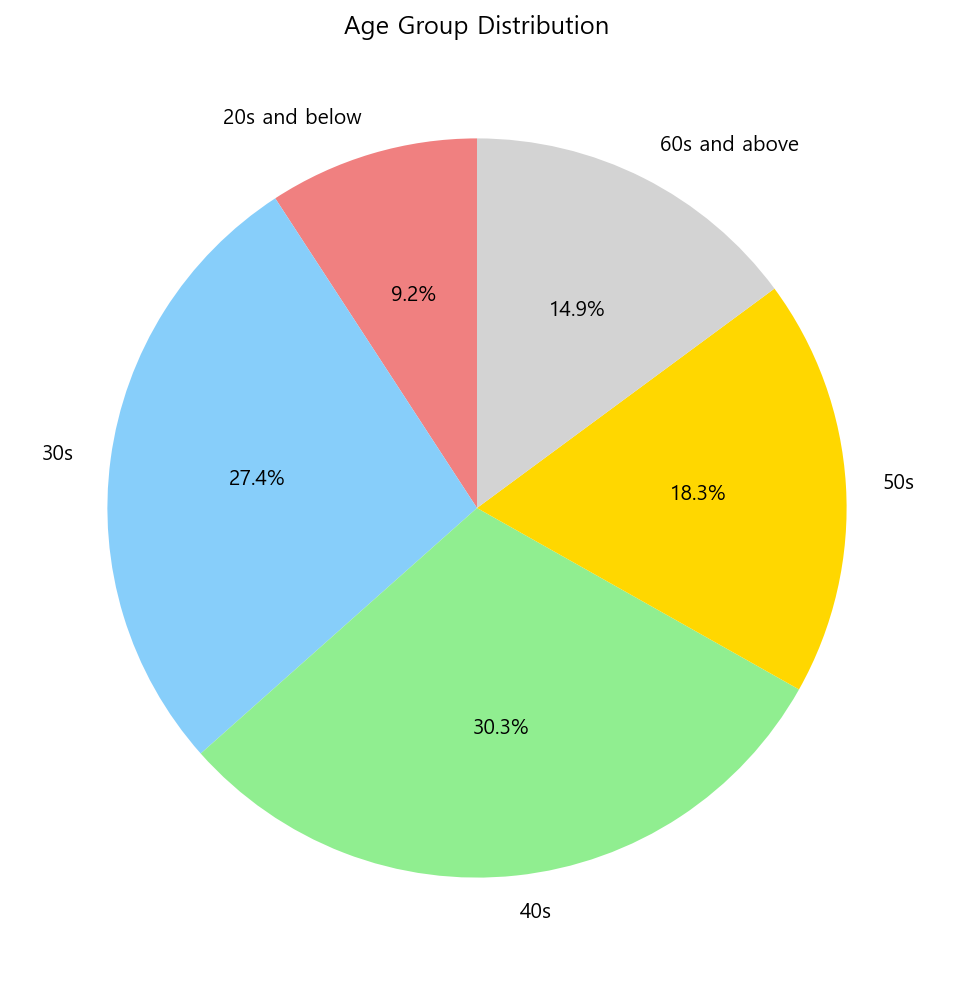 Age Group Distribution
20s and below
60s and above
9.2%
14.9%
30s
27.4%
18.3%
50s
30.3%
40s